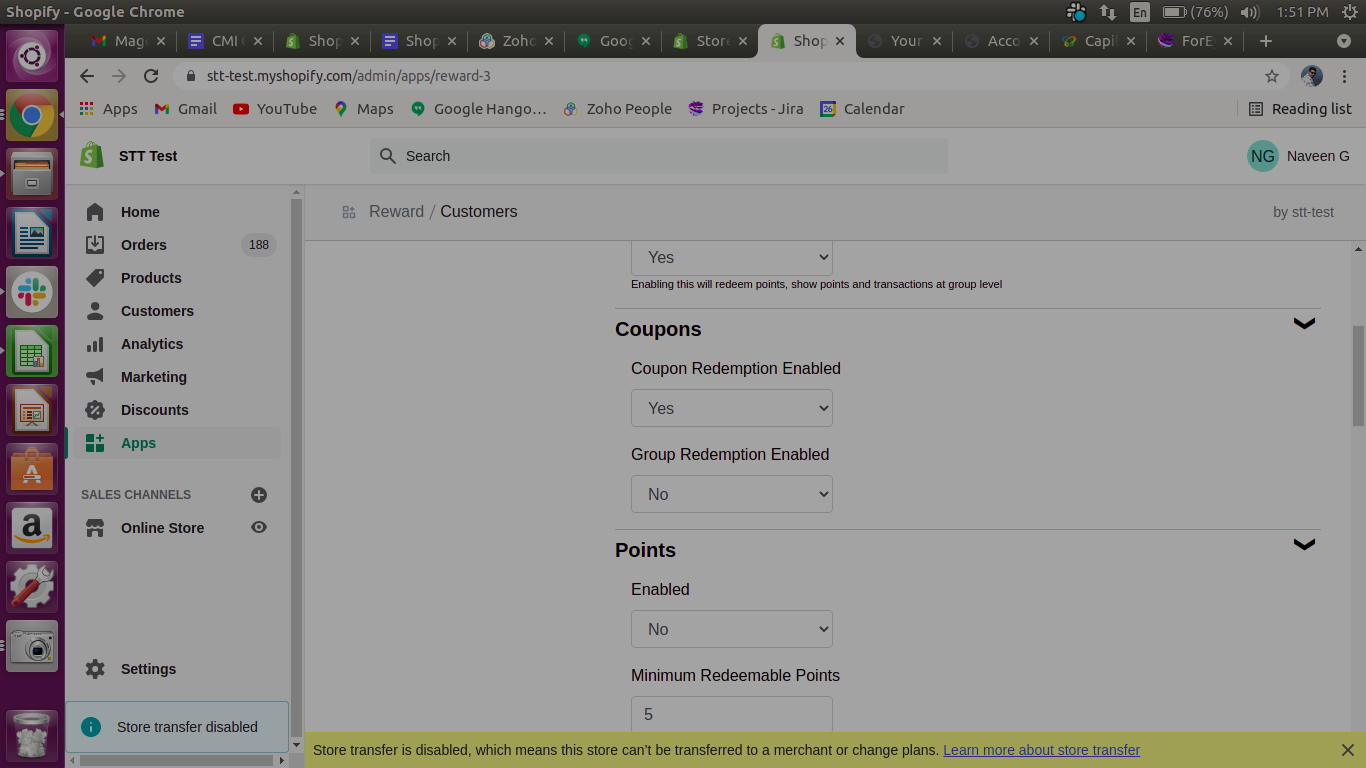 Shopify - Google Chrome
En
(76%)
1:51 PM
Mag
CMI
Shop
Shop
Zoho
Goog
Store
Shop
Your
Acco
Capil
ForE
stt-test.myshopify.com/admin/apps/reward-3
Apps
Gmail
YouTube
Maps
Google Hango...
Zoho People
Projects - Jira
26
Calendar
Reading list
STT Test
Search
NG
Naveen G
Home
Orders
188
Products
Customers
Analytics
Marketing
Discounts
Apps
SALES CHANNELS
Online Store
Settings
Store transfer disabled
Reward / Customers
by stt-test
Yes
Enabling this will redeem points, show points and transactions at group level
Coupons
Coupon Redemption Enabled
Yes
Group Redemption Enabled
No
Points
Enabled
No
Minimum Redeemable Points
5
Store transfer is disabled, which means this store can't be transferred to a merchant or change plans. Learn more about store transfer